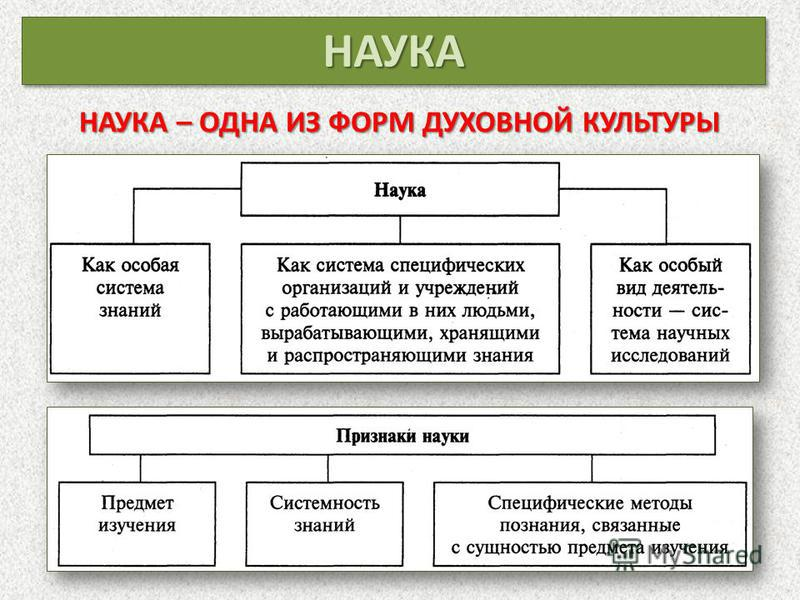 НАУКА
НАУКА – ОДНА ИЗ ФОРМ ДУХОВНОЙ КУЛЬТУРЫ
Наука
Как особая
система
знаний
Как система специфических
организаций и учреждений
с работающими в них людьми,
вырабатывающими, хранящими
и распространяющими знания
Как особый
вид деятель-
ности — сис-
тема научных
исследований
Признаки науки
Предмет
изучения
Системность
знаний
Специфические методы
познания, связанные
с сущностью предмета изучения
MyShared